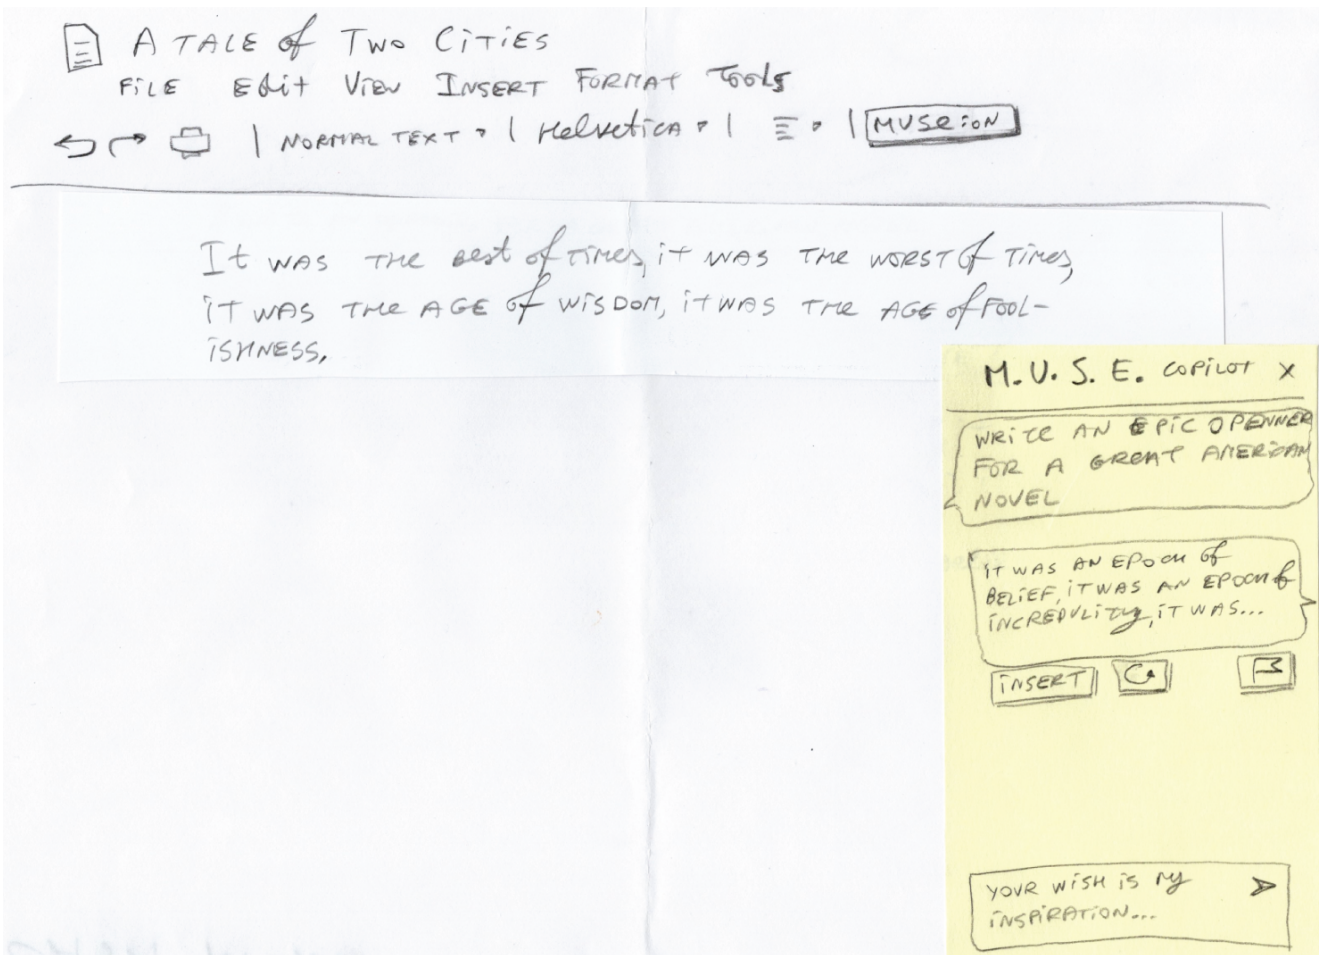 A TALE of Two CiTiES
FiLE Edit View INSERT FORMAT Tools
| NORMAL TEXT | Helvetica | | MUSE:ON
It WAS THE best of TiMes, it WAS THE WORST of TiMes,
iT WAS THE AGE of WiSDOM, iT WAS THE AGE of FOOL-
iSHNESS,
M.U.S.E. COPiLOT X
WRiTE AN EPiC OPENNER
FOR A GREAT AMERiCAN
NOVEL
iT WAS AN EPOCH of
BELiEF, iT WAS AN EPOCH of
iNCREDULiTy, iT WAS...
iNSERT
YOUR WiSH iS My
iNSPiRATiON...